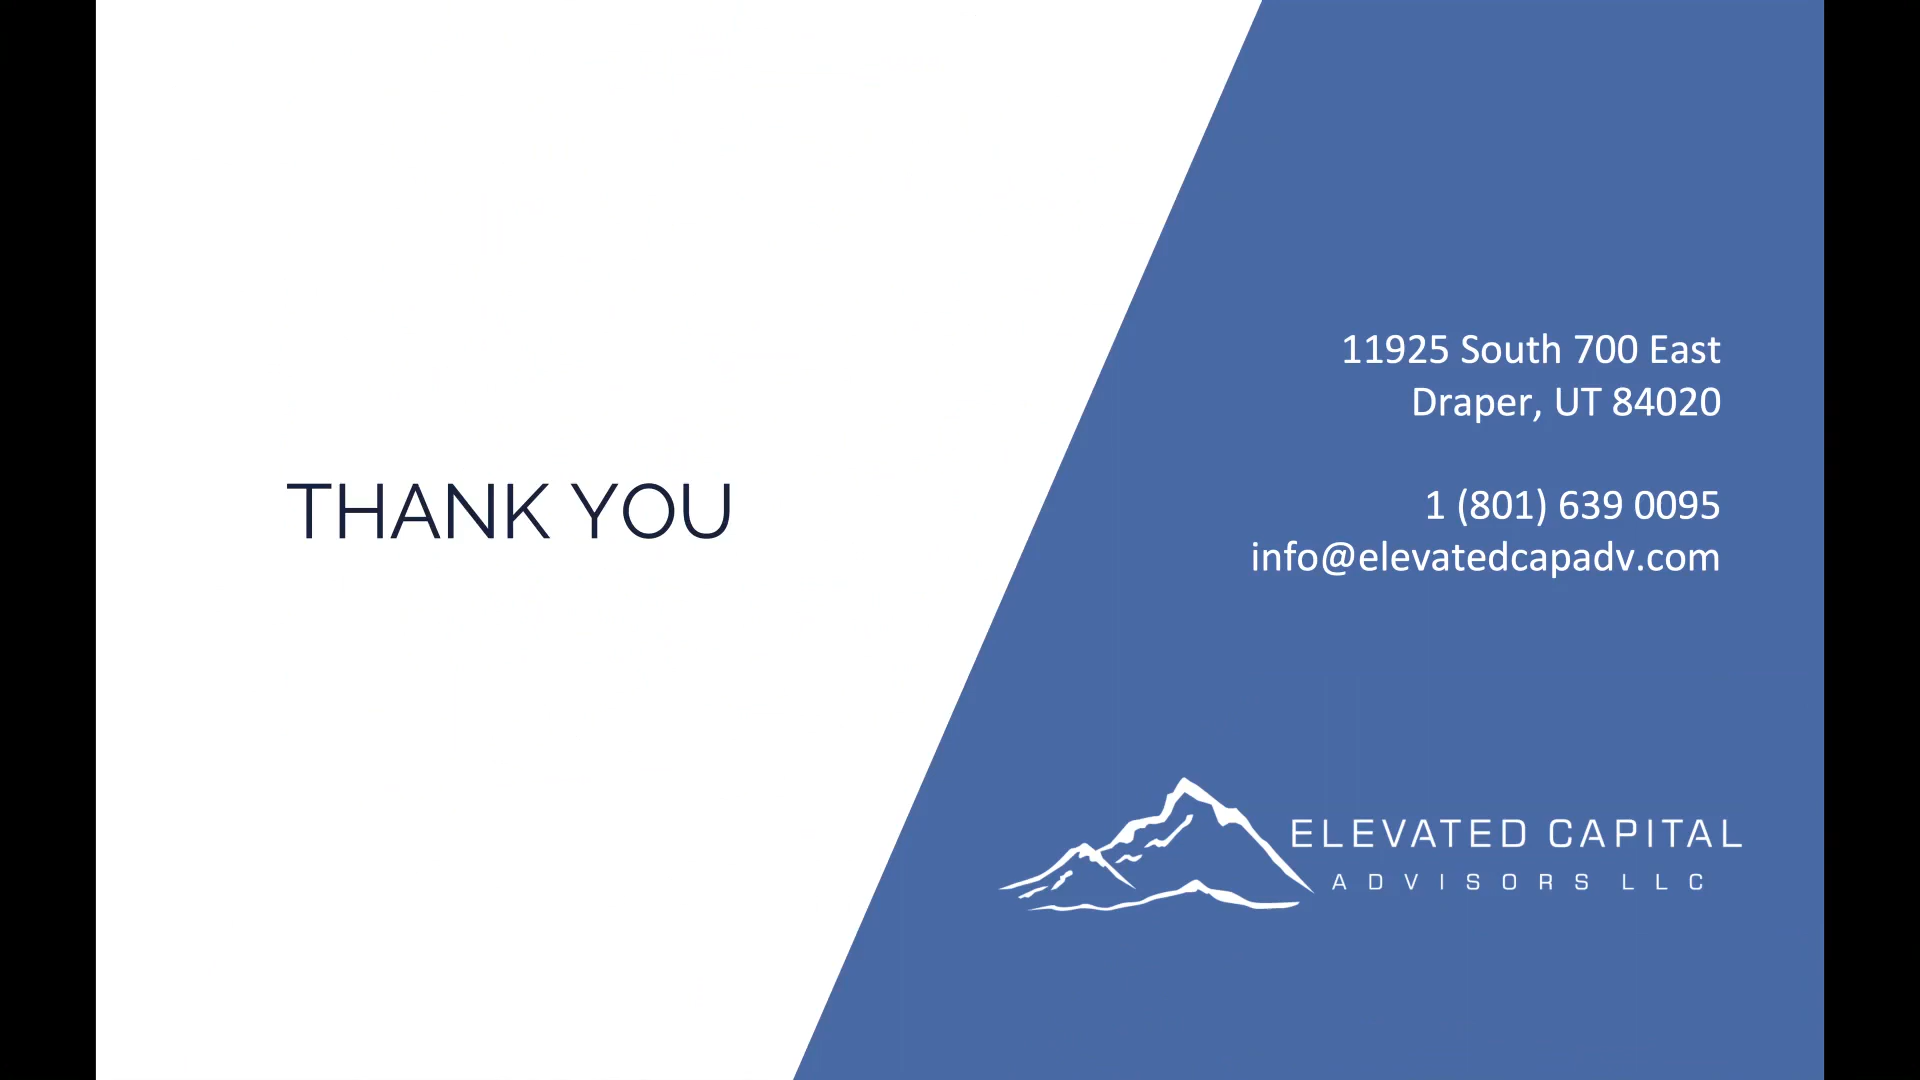 THANK YOU
11925 South 700 East
Draper, UT 84020
1 (801) 639 0095
info@elevatedcapadv.com
ELEVATED CAPITAL
ADVISORS LLC